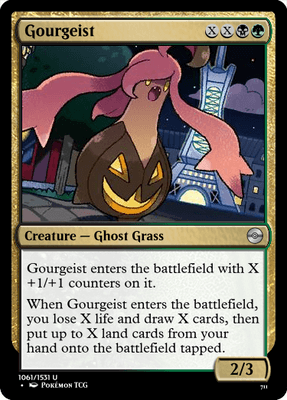 Gourgeist XXBG
Creature — Ghost Grass
Gourgeist enters the battlefield with X
+1/+1 counters on it.
When Gourgeist enters the battlefield,
you lose X life and draw X cards, then
put up to X land cards from your
hand onto the battlefield tapped.
2/3
1061/1531 U
• Pokémon TCG